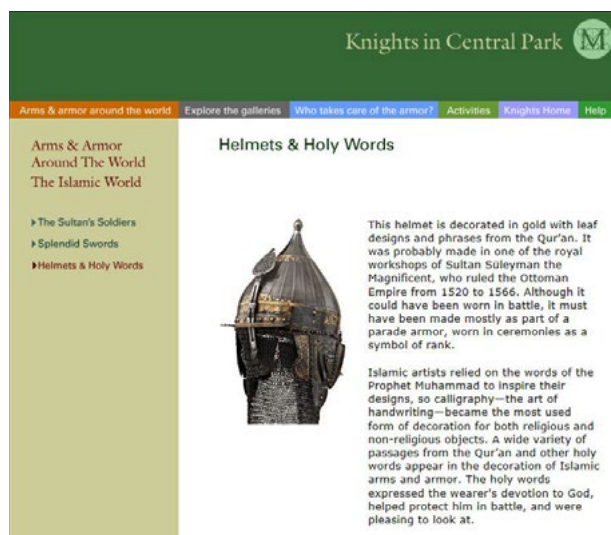 Knights in Central Park M
Arms & armor around the world Explore the galleries Who takes care of the armor? Activities Knights Home Help
Arms & Armor
Around The World
The Islamic World
The Sultan's Soldiers
Splendid Swords
Helmets & Holy Words
Helmets & Holy Words
This helmet is decorated in gold with leaf
designs and phrases from the Qur'an. It
was probably made in one of the royal
workshops of Sultan Süleyman the
Magnificent, who ruled the Ottoman
Empire from 1520 to 1566. Although it
could have been worn in battle, it must
have been made mostly as part of a
parade armor, worn in ceremonies as a
symbol of rank.
Islamic artists relied on the words of the
Prophet Muhammad to inspire their
designs, so calligraphy—the art of
handwriting—became the most used
form of decoration for both religious and
non-religious objects. A wide variety of
passages from the Qur'an and other holy
words appear in the decoration of Islamic
arms and armor. The holy words
expressed the wearer's devotion to God,
helped protect him in battle, and were
pleasing to look at.